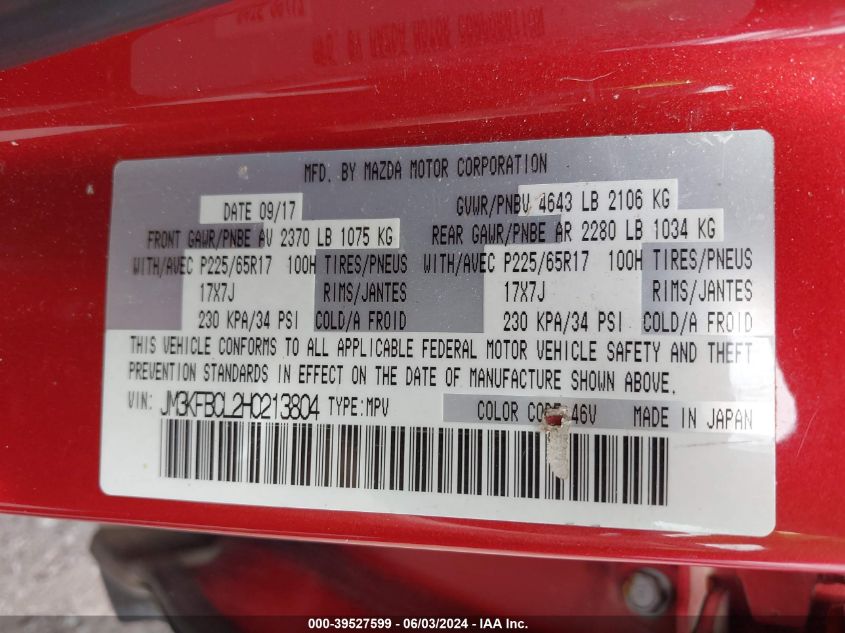 MFD. BY MAZDA MOTOR CORPORATION
DATE 09/17 GVWR/PNBV 4643 LB 2106 KG
FRONT GAWR/PNBE AV 2370 LB 1075 KG REAR GAWR/PNBE AR 2280 LB 1034 KG
WITH/AVEC P225/65R17 100H TIRES/PNEUS WITH/AVEC P225/65R17 100H TIRES/PNEUS
17X7J RIMS/JANTES 17X7J RIMS/JANTES
230 KPA/34 PSI COLD/A FROID 230 KPA/34 PSI COLD/A FROID
THIS VEHICLE CONFORMS TO ALL APPLICABLE FEDERAL MOTOR VEHICLE SAFETY AND THEFT
PREVENTION STANDARDS IN EFFECT ON THE DATE OF MANUFACTURE SHOWN ABOVE.
VIN: JM3KFBCL2H0213804 TYPE:MPV COLOR CODE 46V MADE IN JAPAN
000-39527599 - 06/03/2024 - IAA Inc.